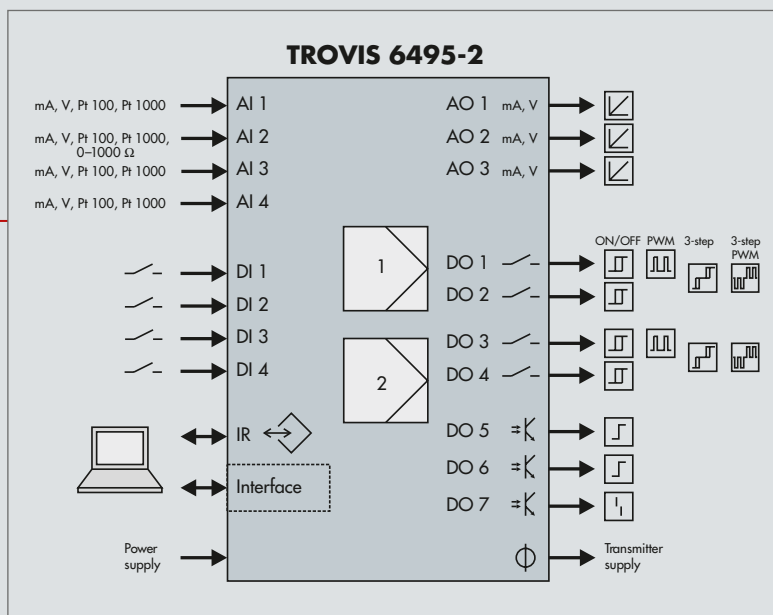 TROVIS 6495-2
mA, V, Pt 100, Pt 1000 AI 1 AO 1 mA, V
mA, V, Pt 100, Pt 1000,
0–1000 Ω
AI 2 AO 2 mA, V
mA, V, Pt 100, Pt 1000 AI 3 AO 3 mA, V
mA, V, Pt 100, Pt 1000 AI 4
ON/OFF PWM 3-step 3-step
PWM
DI 1 1 DO 1
DI 2 DO 2
DI 3 DO 3
DI 4 2 DO 4
IR DO 5
Interface DO 6
DO 7
Power
supply
Transmitter
supply